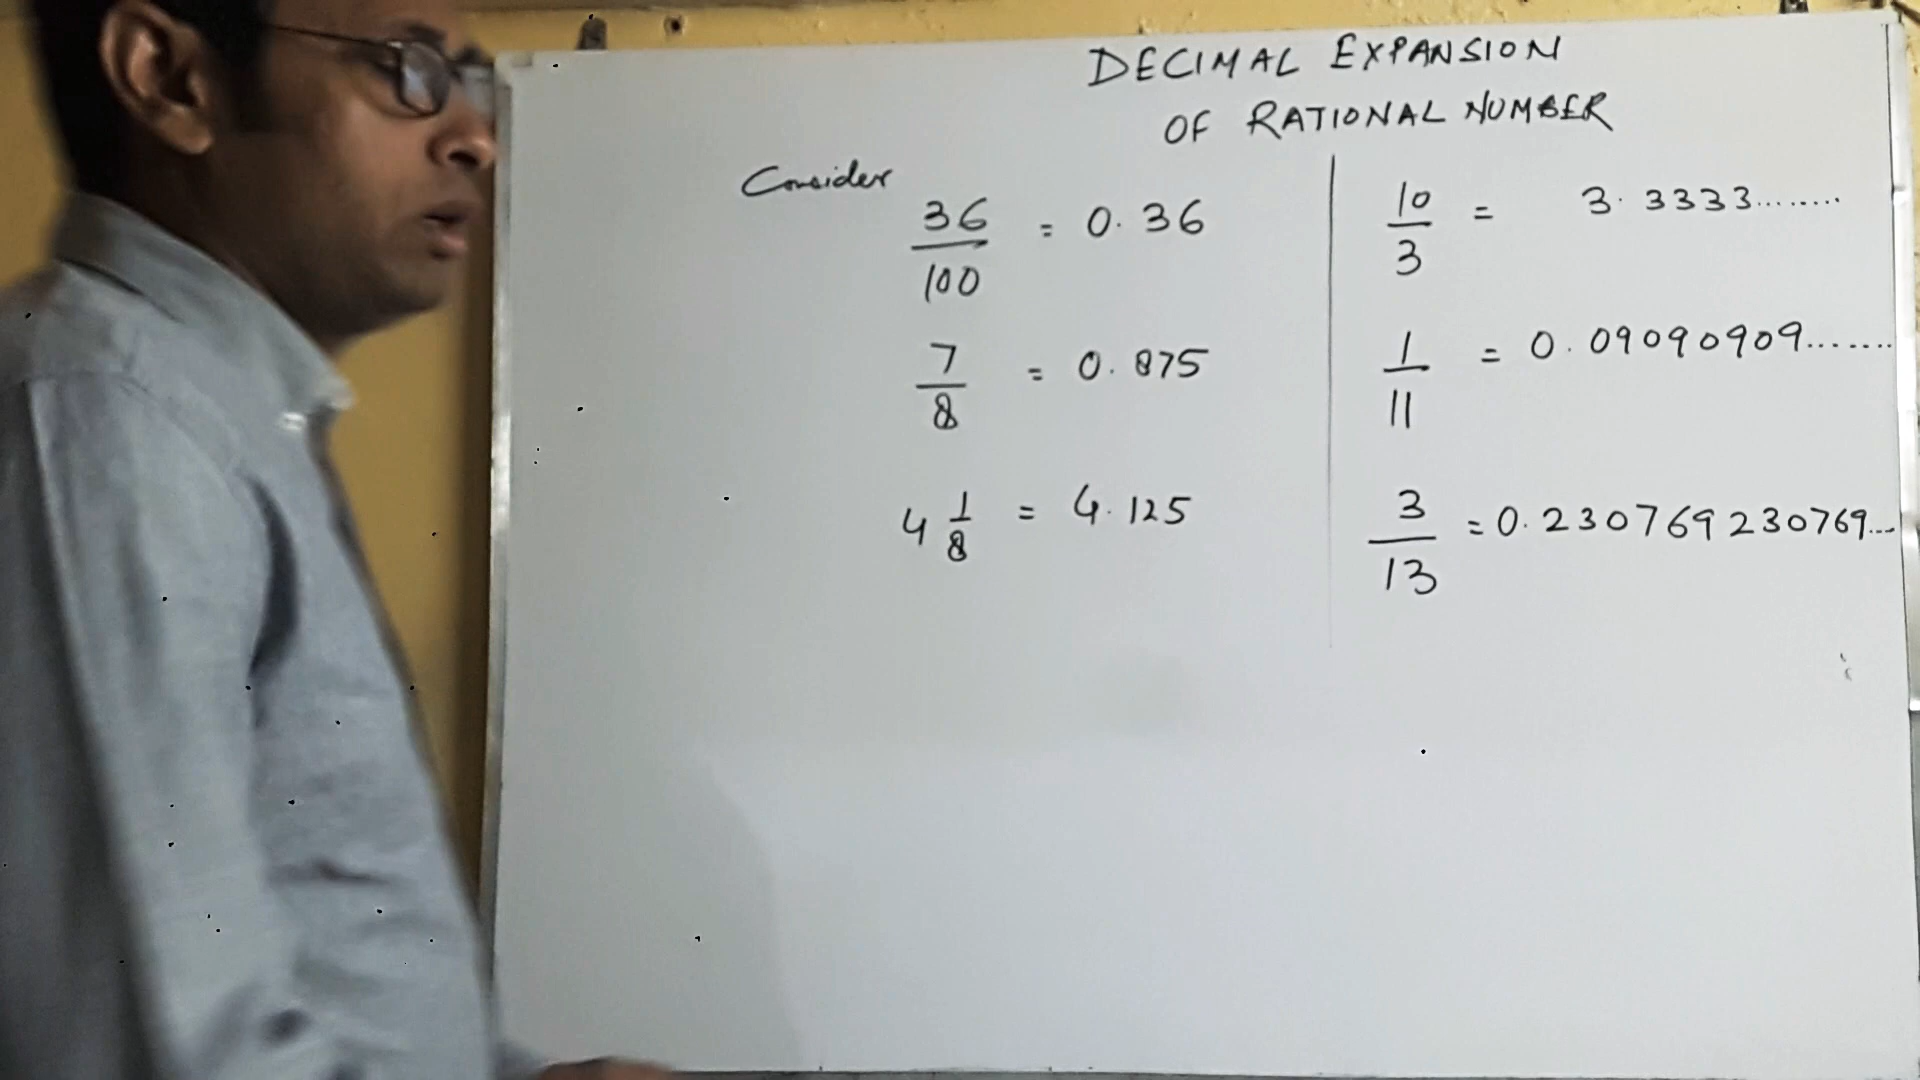 DECIMAL EXPANSION
OF RATIONAL NUMBER
Consider
36/100 = 0.36
7/8 = 0.875
4 1/8 = 4.125
10/3 = 3.3333........
1/11 = 0.09090909.......
3/13 = 0.230769230769...